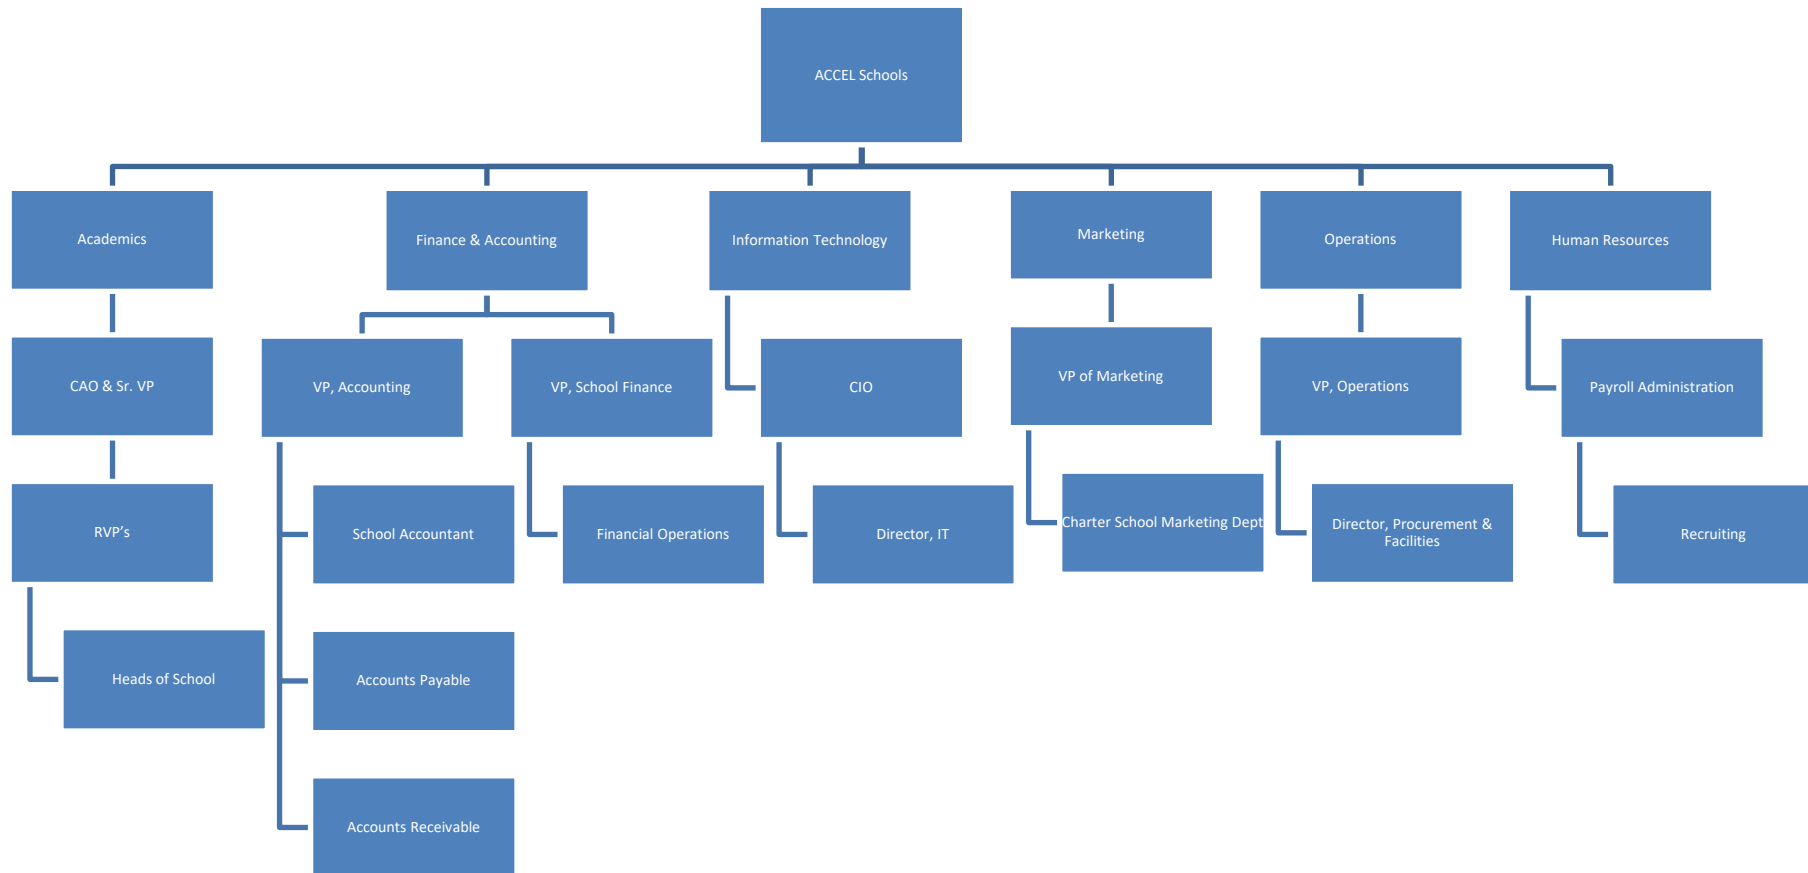 ACCEL Schools
Academics
Finance & Accounting
Information Technology
Marketing
Operations
Human Resources
CAO & Sr. VP
VP, Accounting
VP, School Finance
CIO
VP of Marketing
VP, Operations
Payroll Administration
RVP’s
School Accountant
Financial Operations
Director, IT
Charter School Marketing Dept
Director, Procurement &
Facilities
Recruiting
Heads of School
Accounts Payable
Accounts Receivable